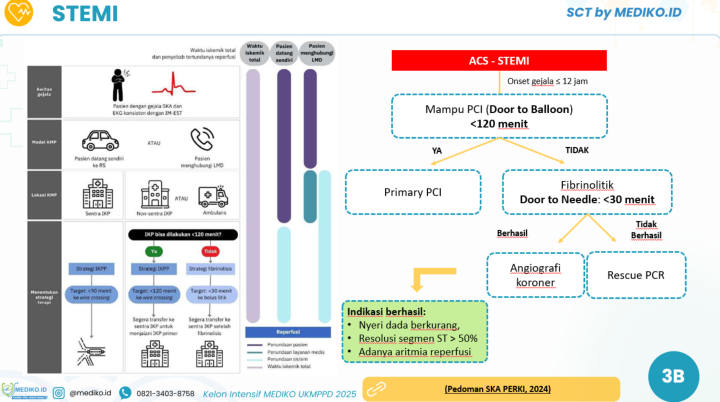 STEMI
SCT by MEDIKO.ID
Waktu iskemik total
dan penyebab tertundanya reperfusi
Waktu
iskemik
total
Pasien
datang
sendiri
Pasien
menghubungi
LMD
Kerites
gejala
Pasien dengan gejala SKA dan
EKG konsisten dengan IM-EST
Modal KMP
ATAU
Pasien datang sendiri
ke RS
Pasien
menghubungi LMD
Lokasi KMP
ATAU
Sentra IKP
Non-sentra IKP
Ambulans
Menentukan
strategi
terapi
IKP bisa dilakukan <120 menit?
Ya
Tidak
Strategi IKPP
Strategi IKPP
Strategi fibrinolisis
Target: <90 menit
ke wire crossing
Target: <120 menit
ke wire crossing
Target: <30 menit
ke bolus litik
Segera transfer ke
sentra IKP untuk
menjalani IKP primer
Segera transfer ke
sentra IKP setelah
fibrinolisis
Reperfusi
Penundaan pasien
Penundaan layanan medis
Penundaan sistem
Waktu iskemik total
ACS - STEMI
Onset gejala ≤ 12 jam
Mampu PCI (Door to Balloon)
<120 menit
YA
TIDAK
Primary PCI
Fibrinolitik
Door to Needle: <30 menit
Berhasil
Tidak
Berhasil
Angiografi
koroner
Rescue PCR
Indikasi berhasil:
• Nyeri dada berkurang,
• Resolusi segmen ST > 50%
• Adanya aritmia reperfusi
3B
MEDIKO.ID
@mediko.id
0821-3403-8758
Kelon Intensif MEDIKO UKMPPD 2025
(Pedoman SKA PERKI, 2024)